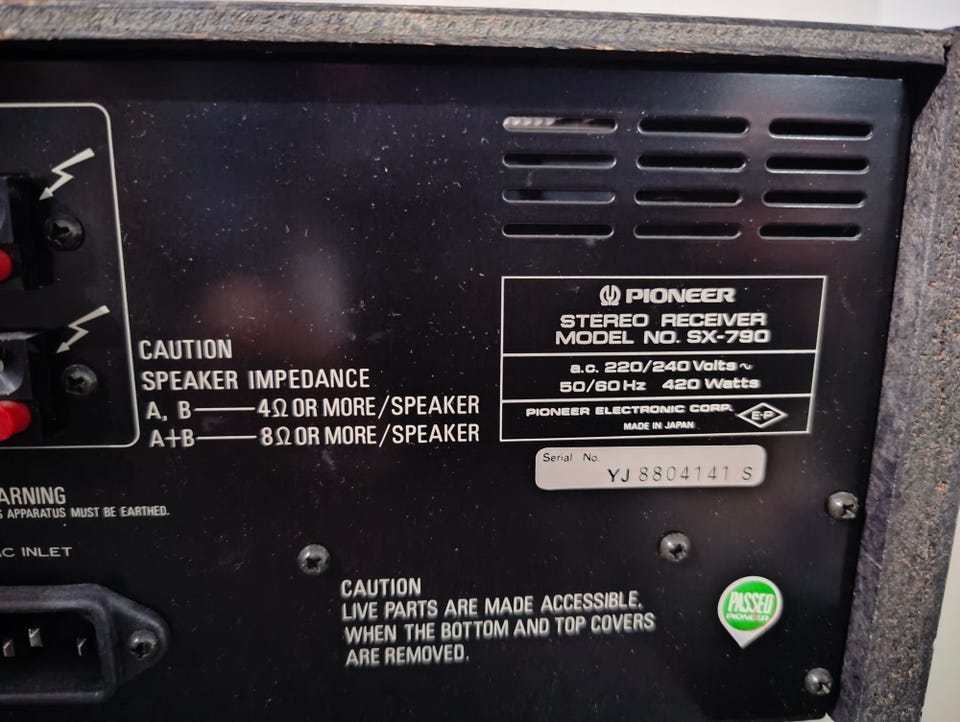 PIONEER
STEREO RECEIVER
MODEL NO. SX-790
a.c. 220/240 Volts ~
50/60 Hz 420 Watts
PIONEER ELECTRONIC CORP. E-P
MADE IN JAPAN
Serial No.
YJ 8804141 S
CAUTION
SPEAKER IMPEDANCE
A, B——4Ω OR MORE/SPEAKER
A+B——8Ω OR MORE/SPEAKER
ARNING
S APPARATUS MUST BE EARTHED.
C INLET
CAUTION
LIVE PARTS ARE MADE ACCESSIBLE,
WHEN THE BOTTOM AND TOP COVERS
ARE REMOVED.
PASSED
PIONEER